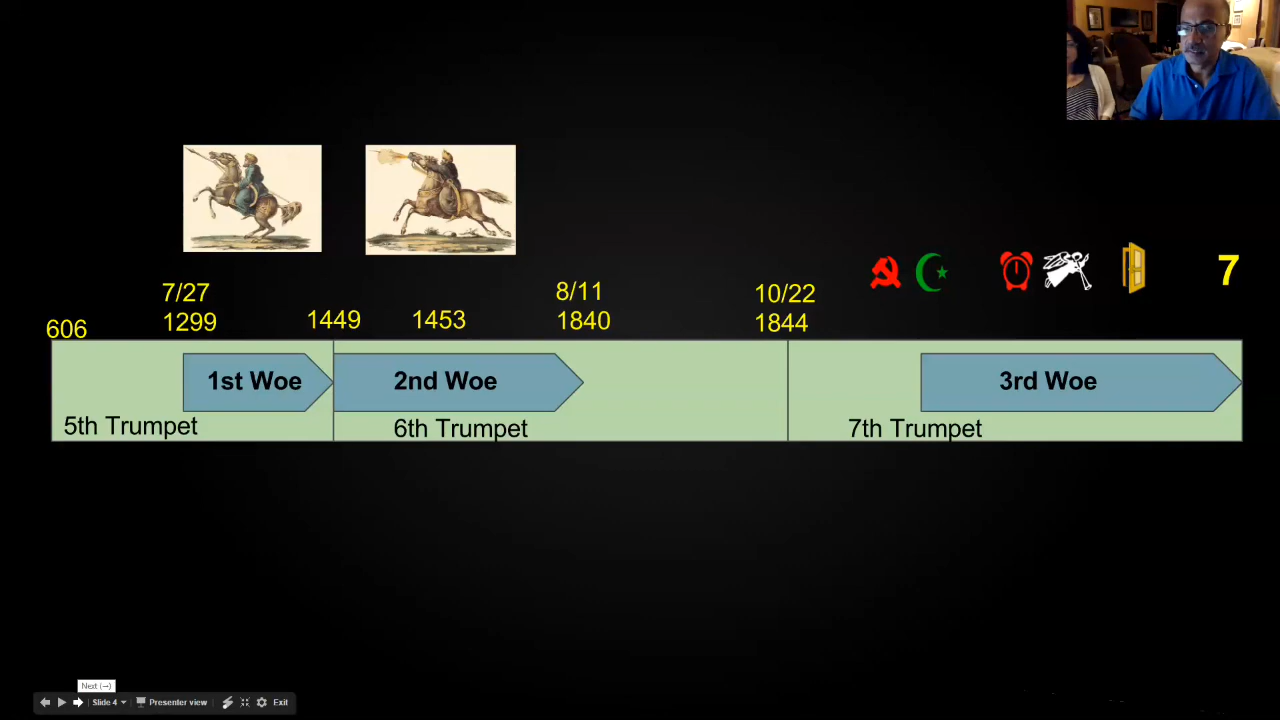 7/27
8/11
10/22
7
606
1299
1449
1453
1840
1844
1st Woe
2nd Woe
3rd Woe
5th Trumpet
6th Trumpet
7th Trumpet
Next (→)
Slide 4
Presenter view
Exit